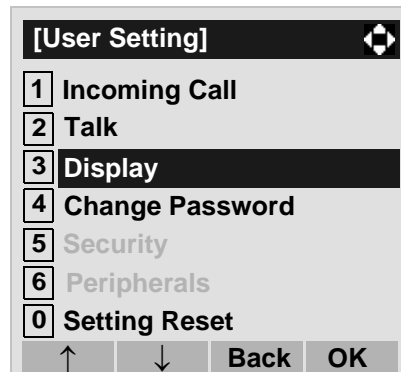 [User Setting]
1 Incoming Call
2 Talk
3 Display
4 Change Password
5 Security
6 Peripherals
0 Setting Reset
↑ ↓ Back OK